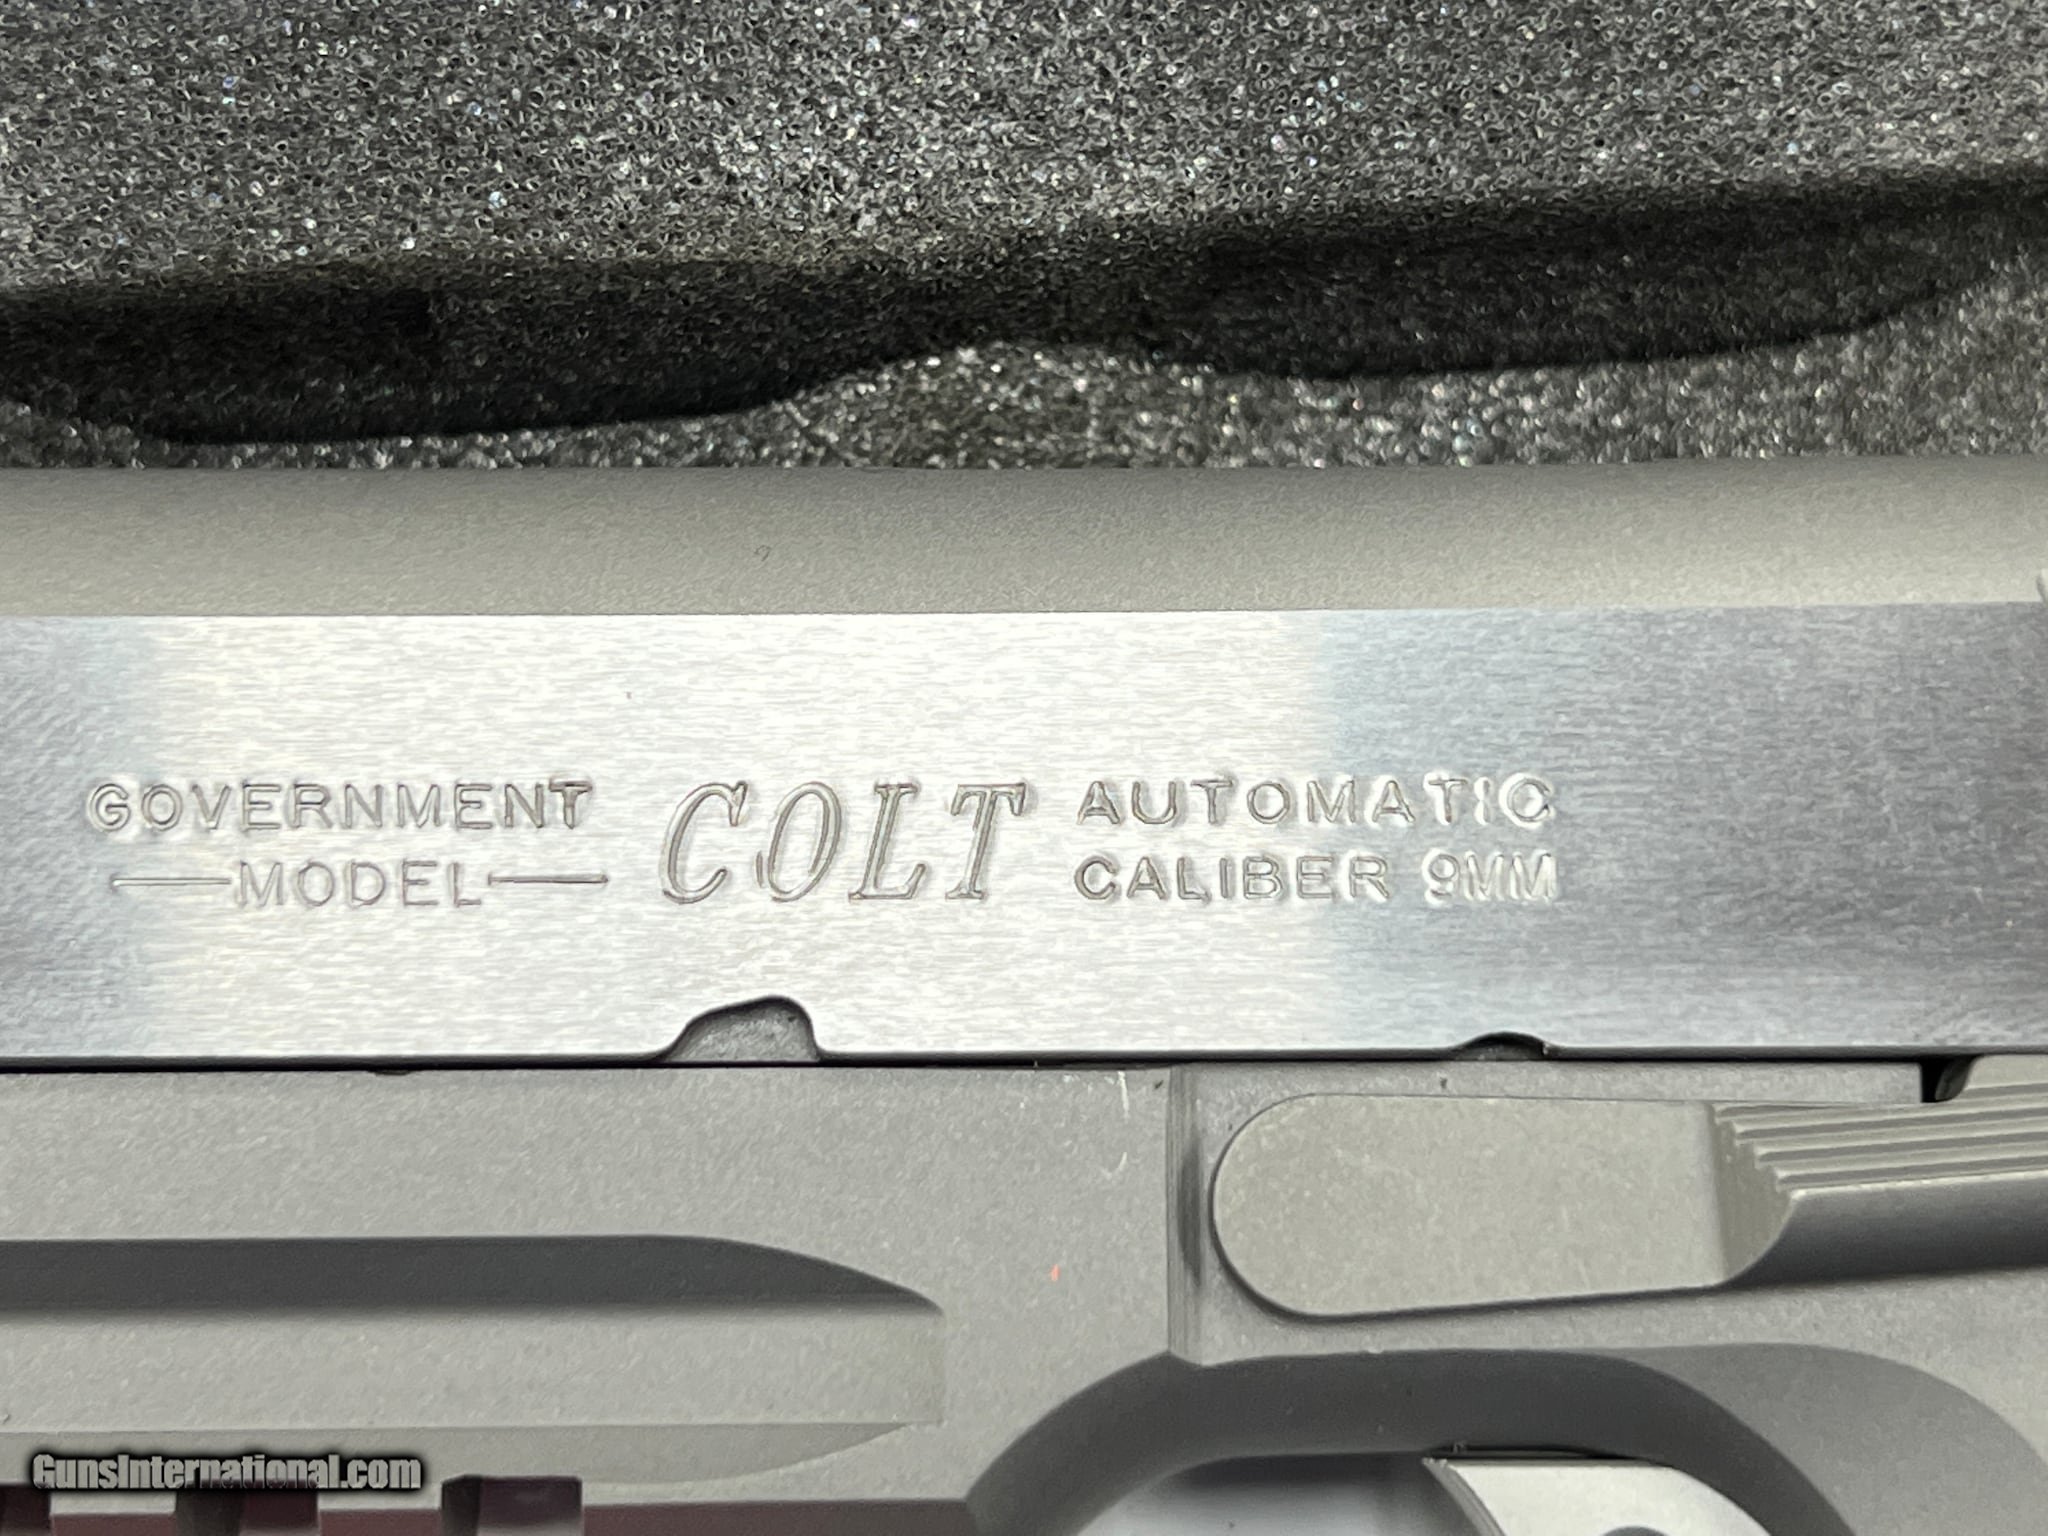 GOVERNMENT
MODEL
COLT
AUTOMATIC
CALIBER 9MM
GunsInternational.com